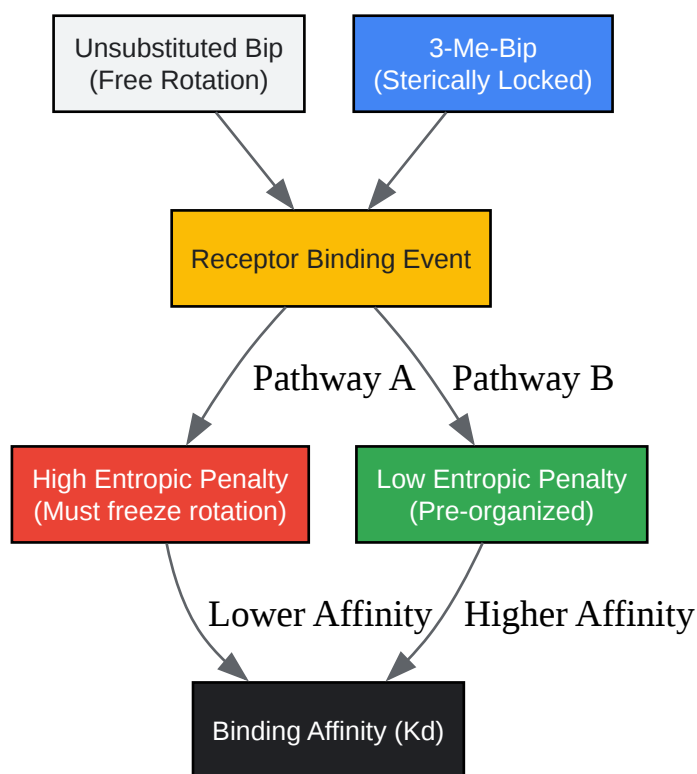 Unsubstituted Bip
(Free Rotation)
3-Me-Bip
(Sterically Locked)
Receptor Binding Event
Pathway A
Pathway B
High Entropic Penalty
(Must freeze rotation)
Low Entropic Penalty
(Pre-organized)
Lower Affinity
Higher Affinity
Binding Affinity (Kd)